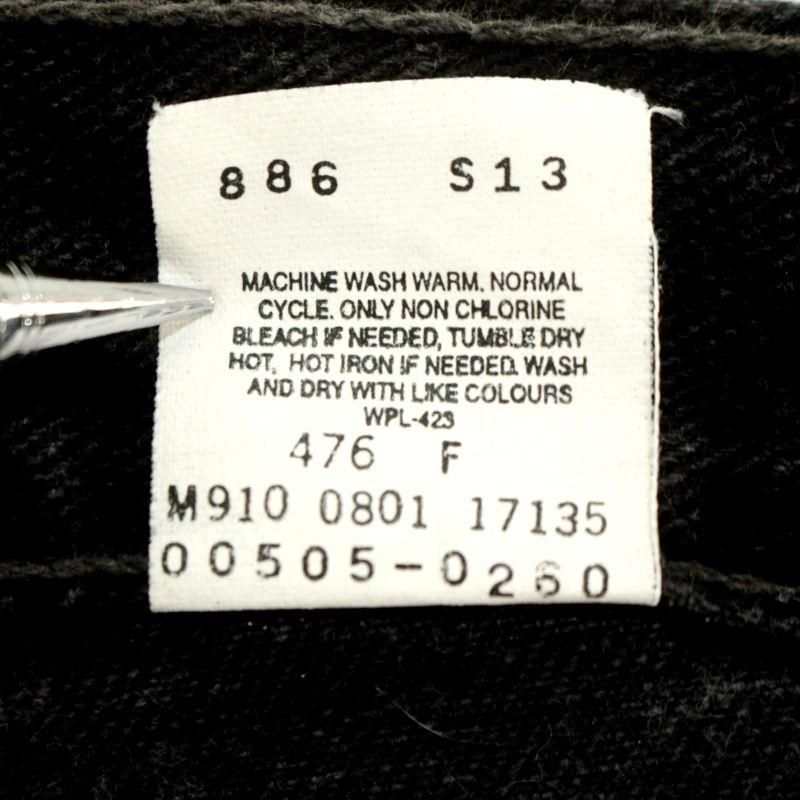 886 S13
MACHINE WASH WARM. NORMAL
CYCLE. ONLY NON CHLORINE
BLEACH IF NEEDED, TUMBLE DRY
HOT, HOT IRON IF NEEDED. WASH
AND DRY WITH LIKE COLOURS
WPL-423
476 F
M910 0801 17135
00505-0260